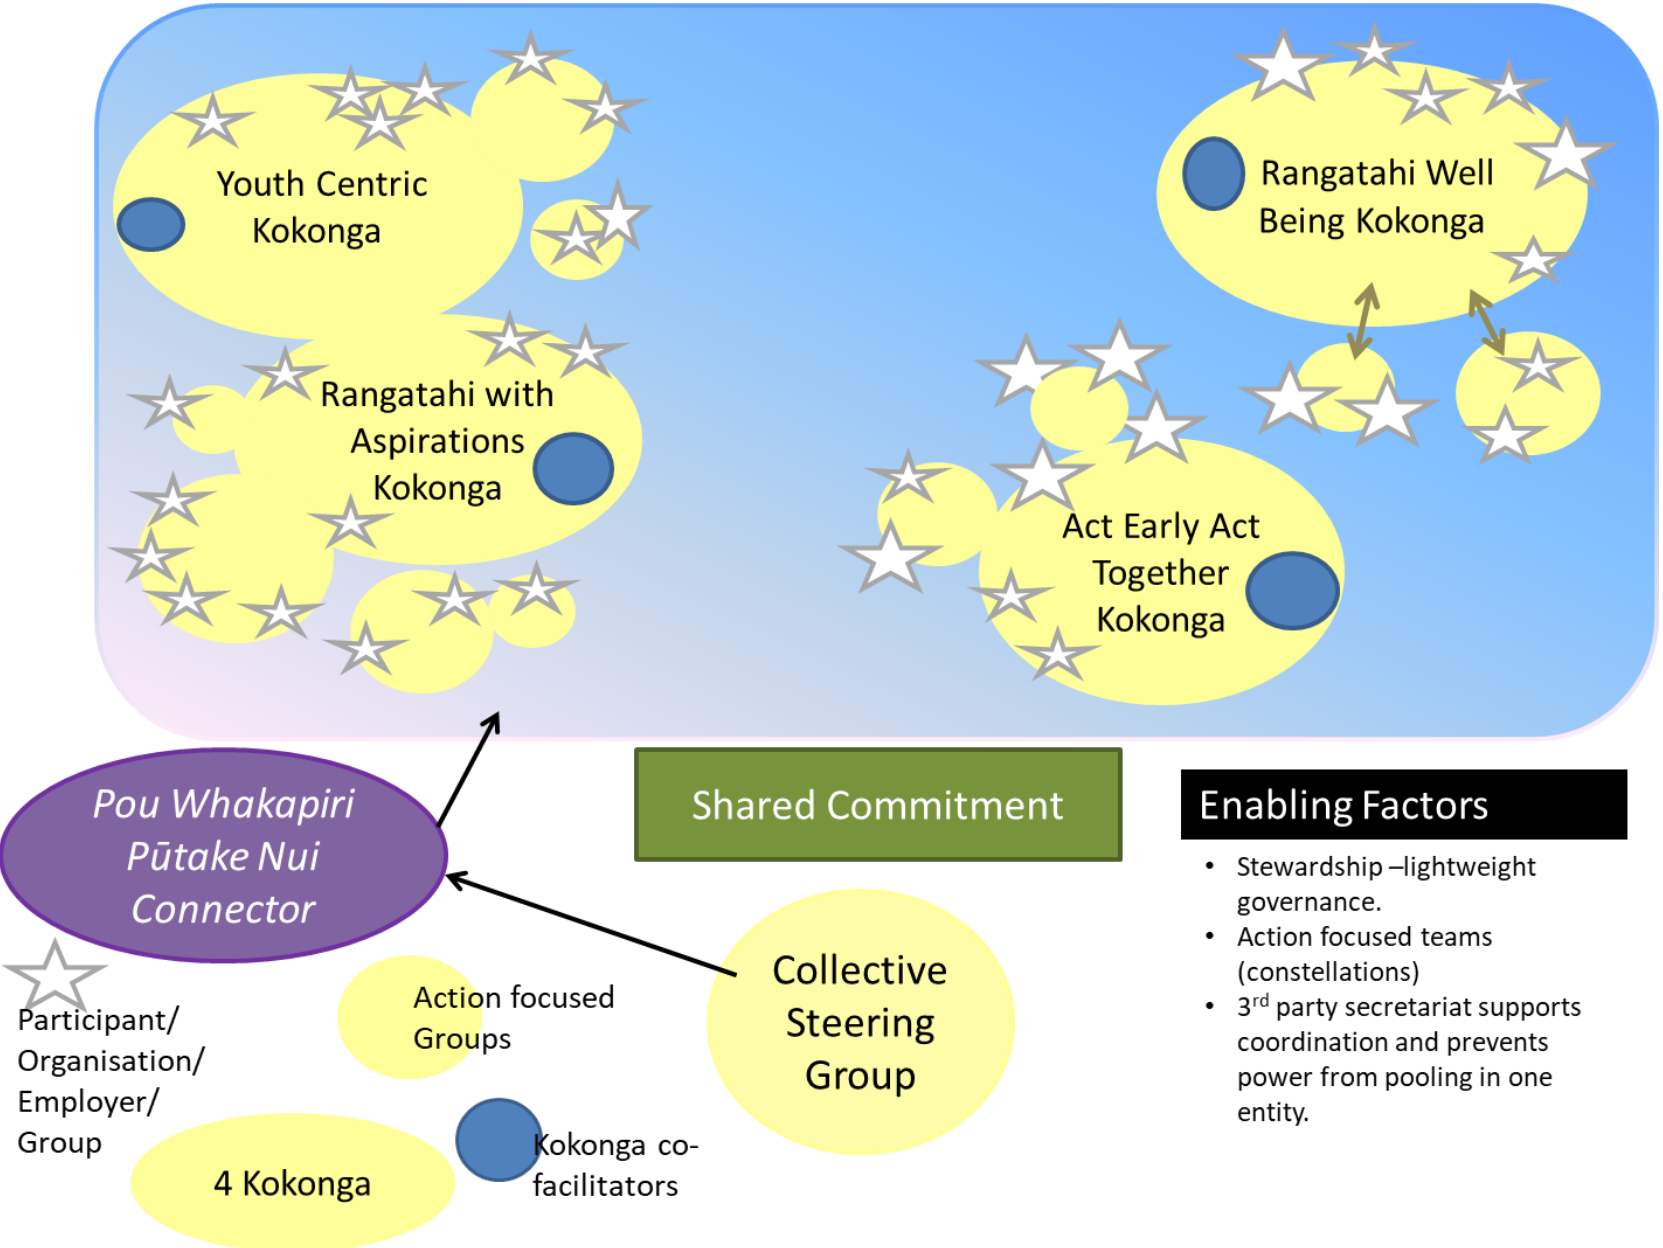 Youth Centric
Kokonga
Rangatahi Well
Being Kokonga
Rangatahi with
Aspirations
Kokonga
Act Early Act
Together
Kokonga
Pou Whakapiri
Pūtake Nui
Connector
Shared Commitment
Enabling Factors
• Stewardship –lightweight
governance.
• Action focused teams
(constellations)
• 3rd party secretariat supports
coordination and prevents
power from pooling in one
entity.
Collective
Steering
Group
Participant/
Organisation/
Employer/
Group
Action focused
Groups
4 Kokonga
Kokonga co-
facilitators